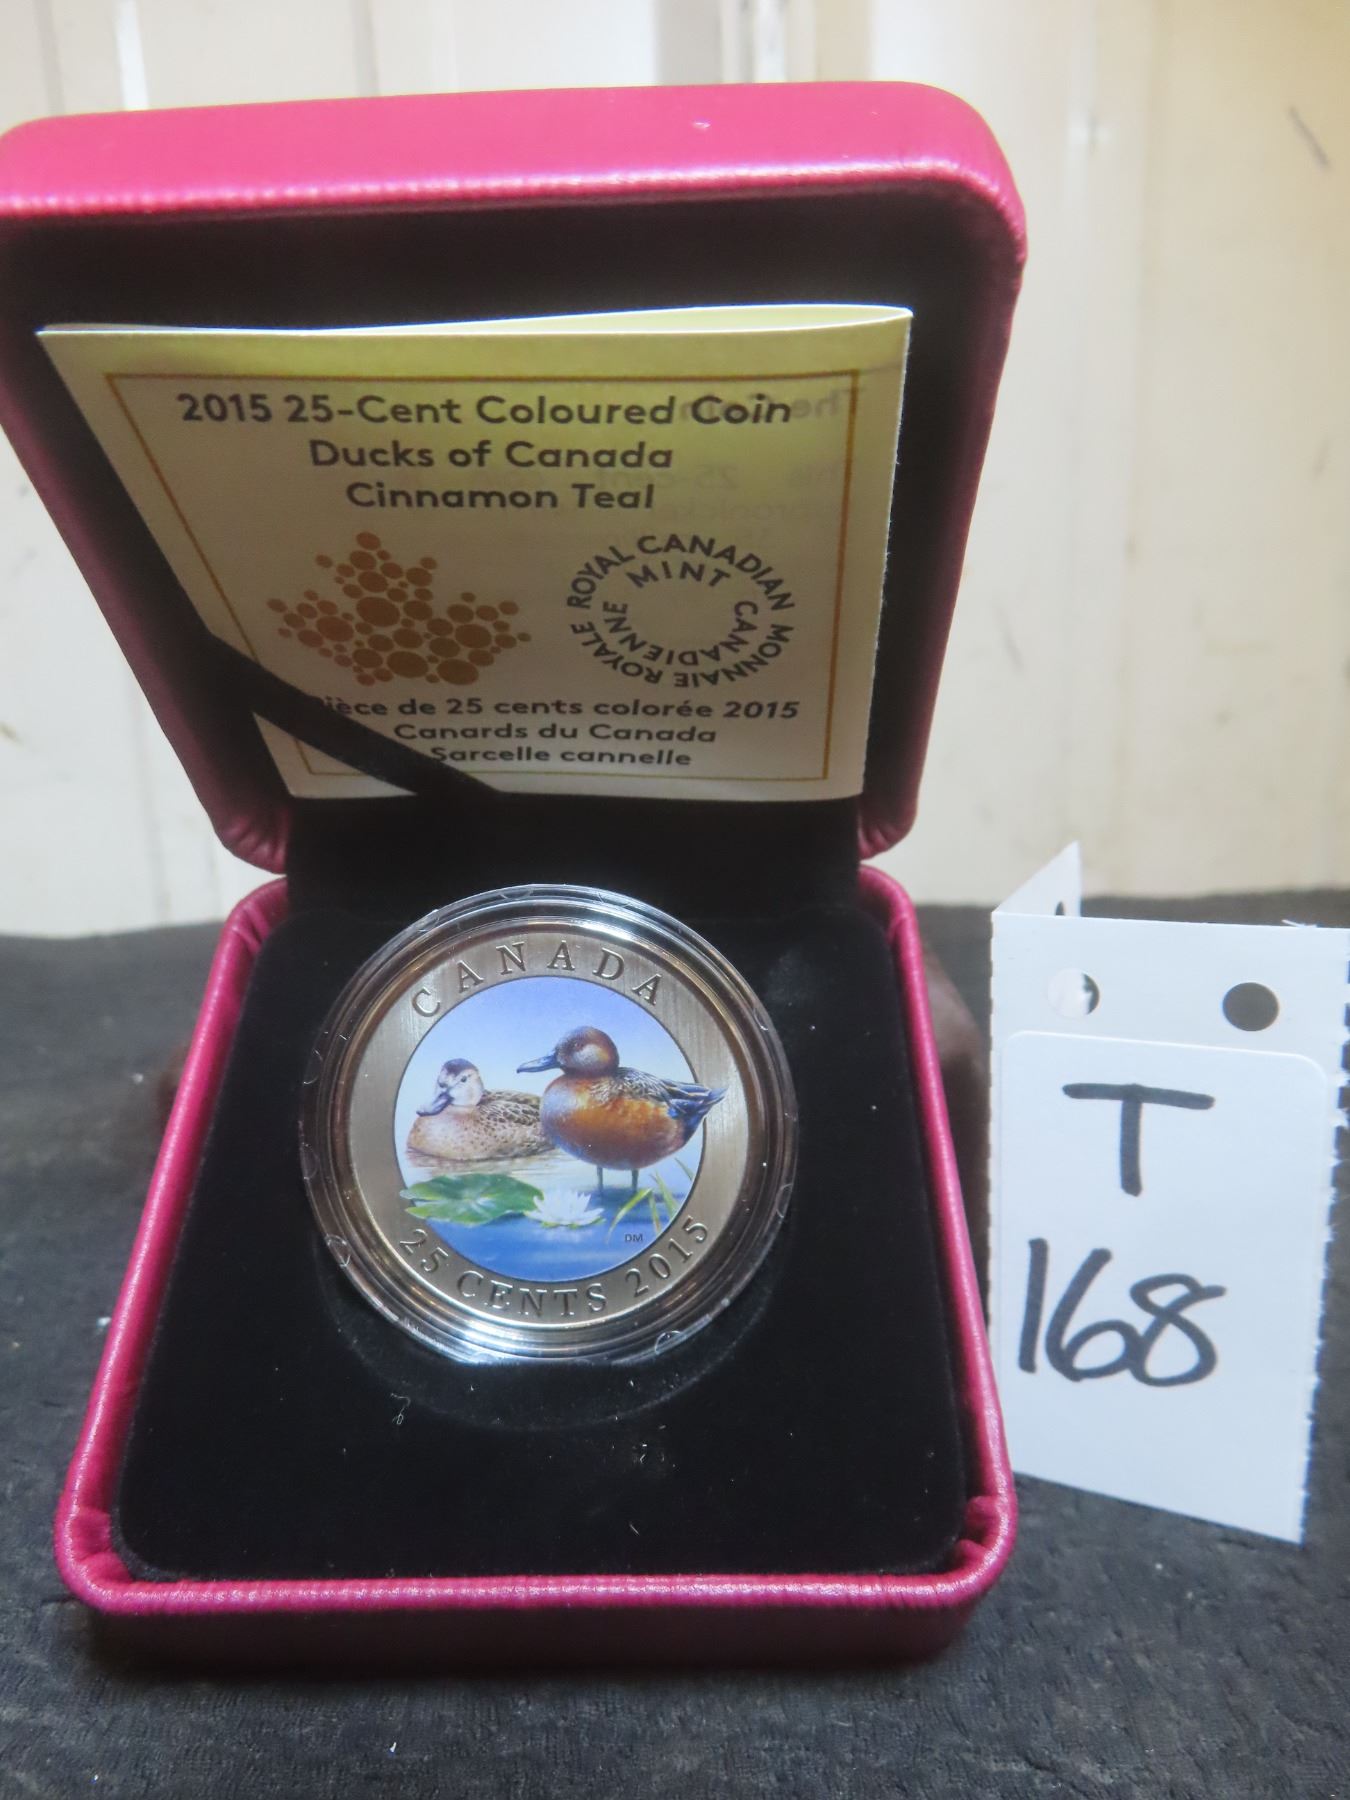 2015 25-Cent Coloured Coin
Ducks of Canada
Cinnamon Teal
ROYAL CANADIAN MINT
MONNAIE ROYALE CANADIENNE
Pièce de 25 cents colorée 2015
Canards du Canada
Sarcelle cannelle
CANADA
DM
25 CENTS 2015
T
168